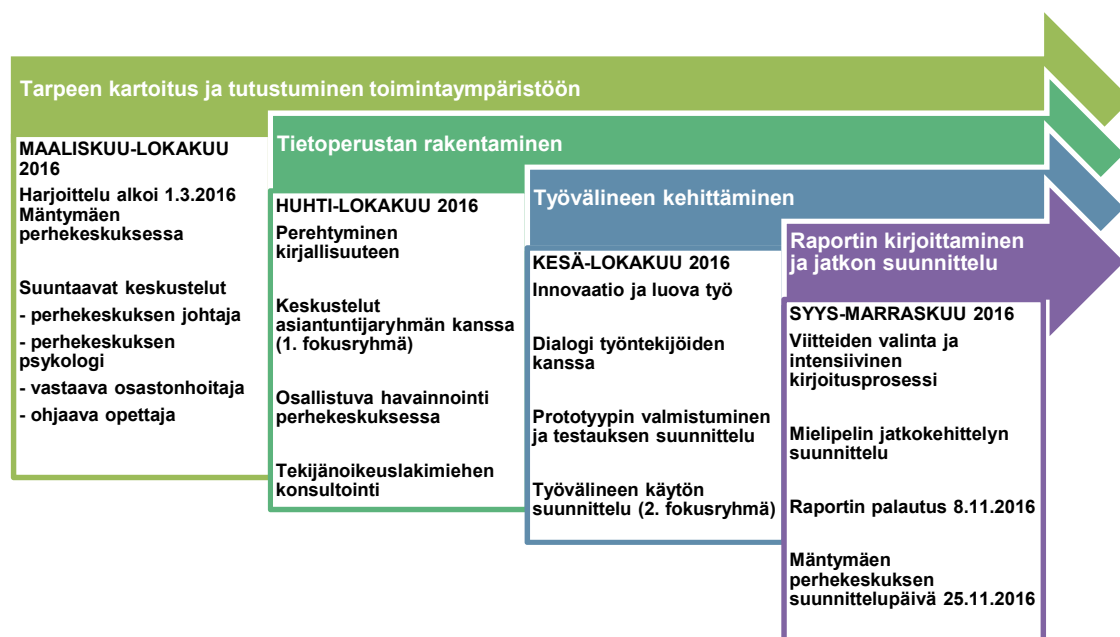 Tarpeen kartoitus ja tutustuminen toimintaympäristöön
MAALISKUU-LOKAKUU
2016
Harjoittelu alkoi 1.3.2016
Mäntymäen
perhekeskuksessa
Suuntaavat keskustelut
- perhekeskuksen johtaja
- perhekeskuksen
psykologi
- vastaava osastonhoitaja
- ohjaava opettaja
Tietoperustan rakentaminen
HUHTI-LOKAKUU 2016
Perehtyminen
kirjallisuuteen
Keskustelut
asiantuntijaryhmän kanssa
(1. fokusryhmä)
Osallistuva havainnointi
perhekeskuksessa
Tekijänoikeuslakimiehen
konsultointi
Työvälineen kehittäminen
KESÄ-LOKAKUU 2016
Innovaatio ja luova työ
Dialogi työntekijöiden
kanssa
Prototyypin valmistuminen
ja testauksen suunnittelu
Työvälineen käytön
suunnittelu (2. fokusryhmä)
Raportin kirjoittaminen
ja jatkon suunnittelu
SYYS-MARRASKUU 2016
Viitteiden valinta ja
intensiivinen
kirjoitusprosessi
Mielipelin jatkokehittelyn
suunnittelu
Raportin palautus 8.11.2016
Mäntymäen
perhekeskuksen
suunnittelupäivä 25.11.2016